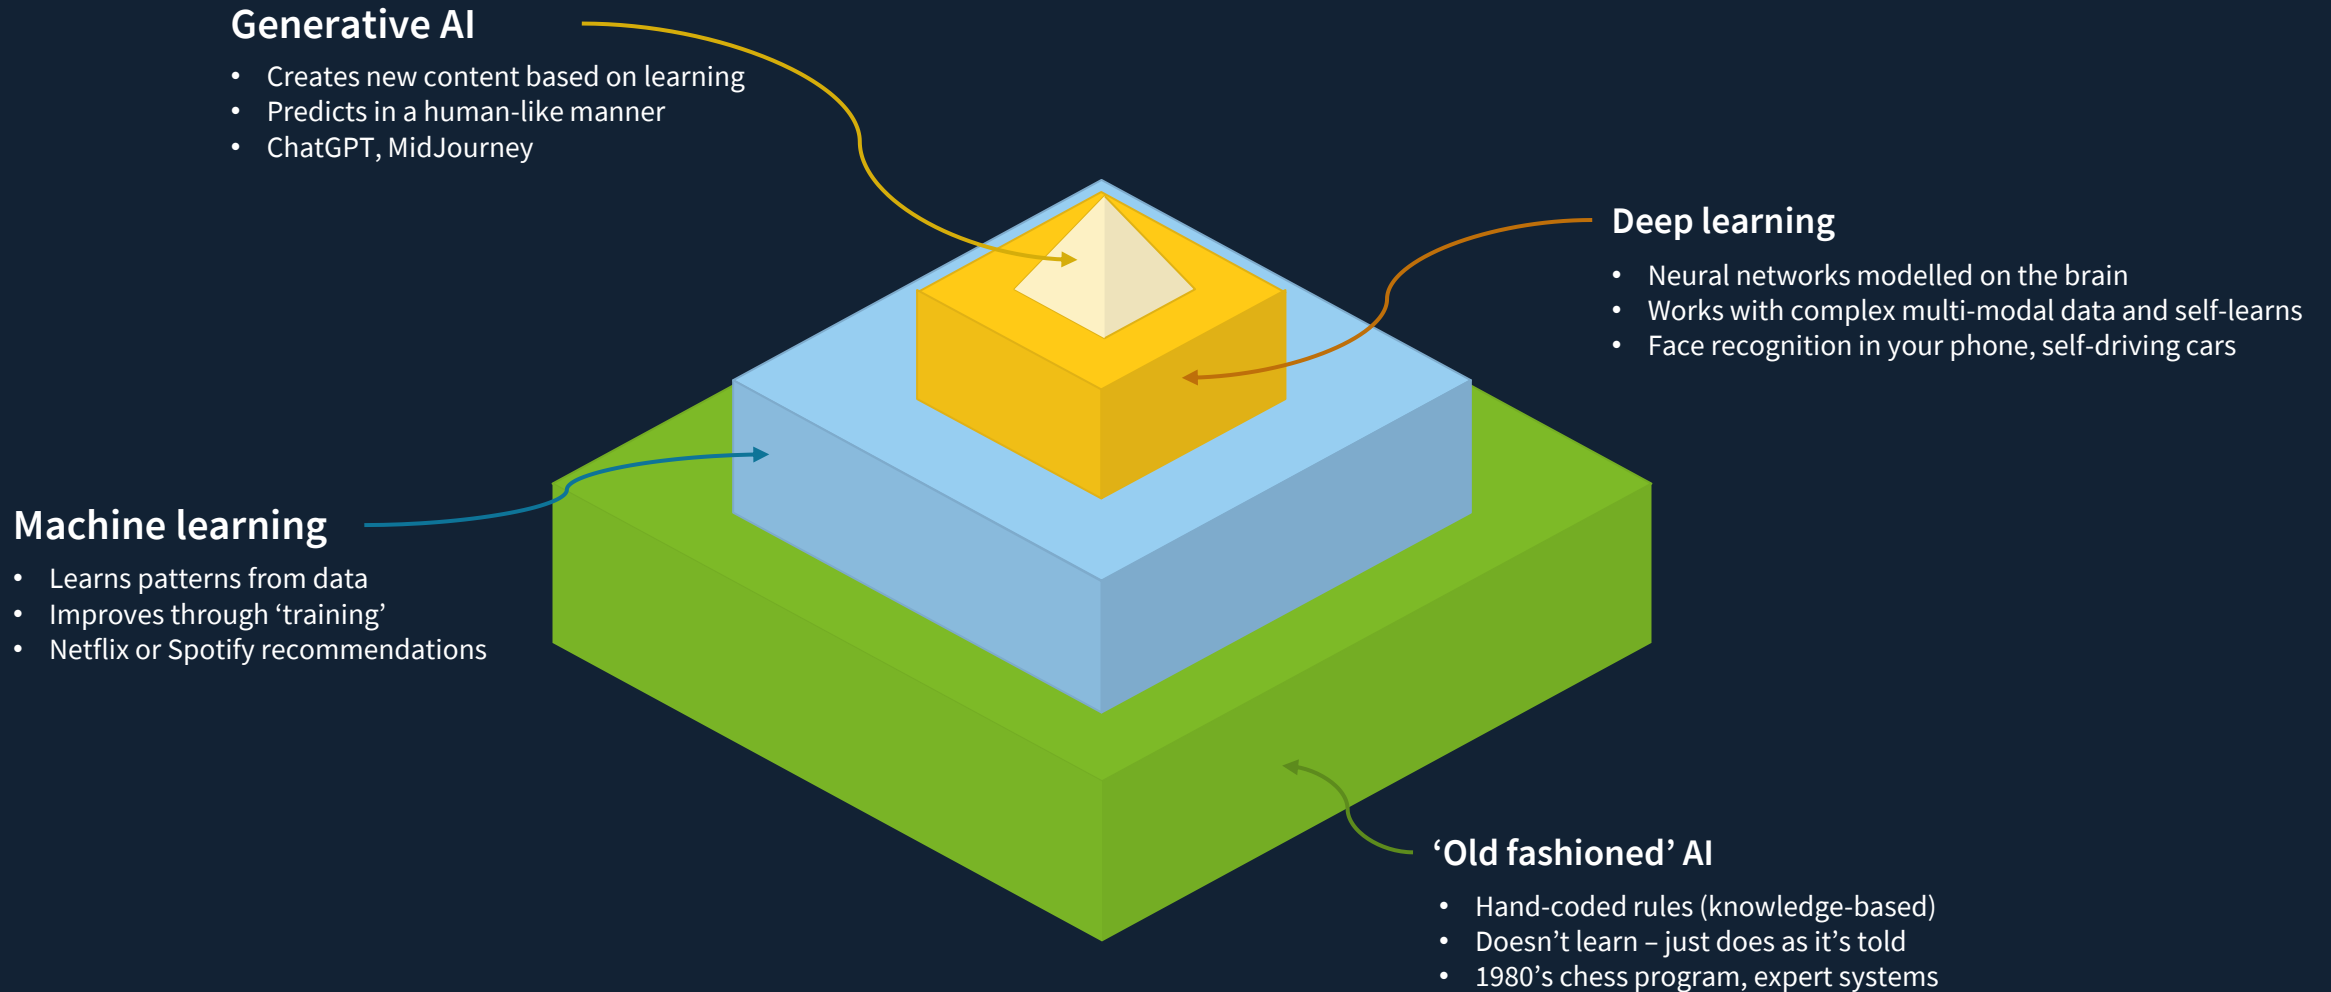 Generative AI
• Creates new content based on learning
• Predicts in a human-like manner
• ChatGPT, MidJourney
Deep learning
• Neural networks modelled on the brain
• Works with complex multi-modal data and self-learns
• Face recognition in your phone, self-driving cars
Machine learning
• Learns patterns from data
• Improves through ‘training’
• Netflix or Spotify recommendations
‘Old fashioned’ AI
• Hand-coded rules (knowledge-based)
• Doesn’t learn – just does as it’s told
• 1980’s chess program, expert systems